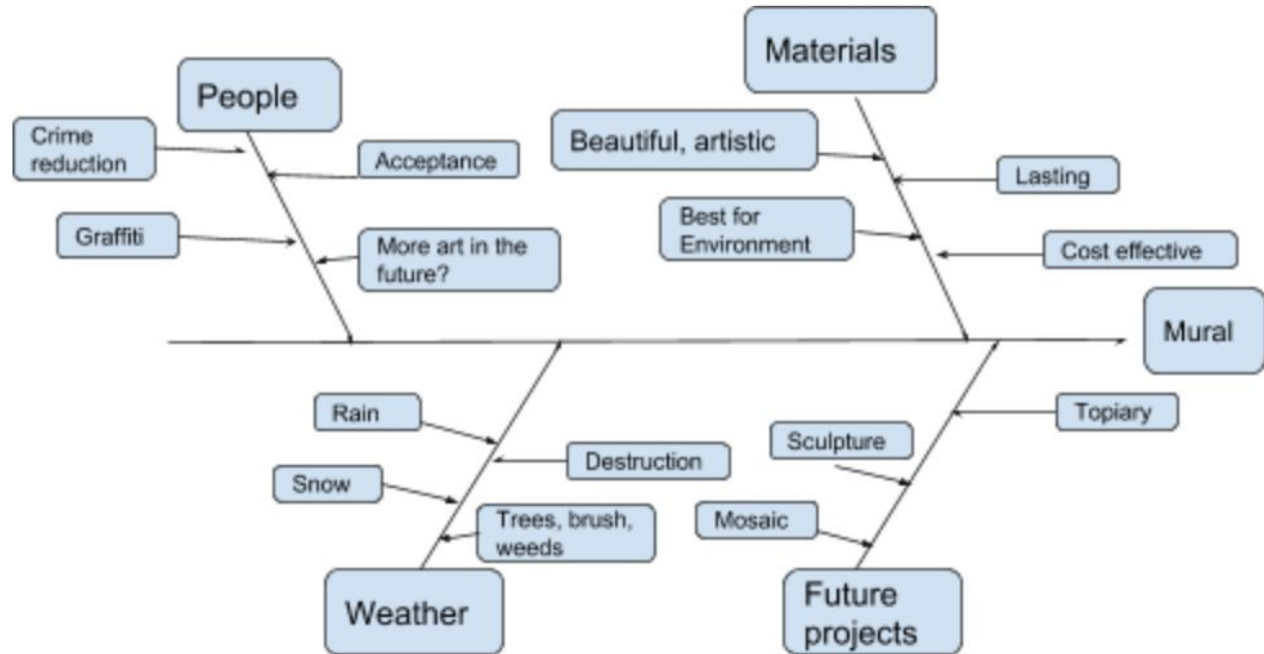 People
Crime
reduction
Acceptance
Graffiti
More art in the
future?
Materials
Beautiful, artistic
Lasting
Best for
Environment
Cost effective
Mural
Rain
Destruction
Snow
Trees, brush,
weeds
Weather
Topiary
Sculpture
Mosaic
Future
projects